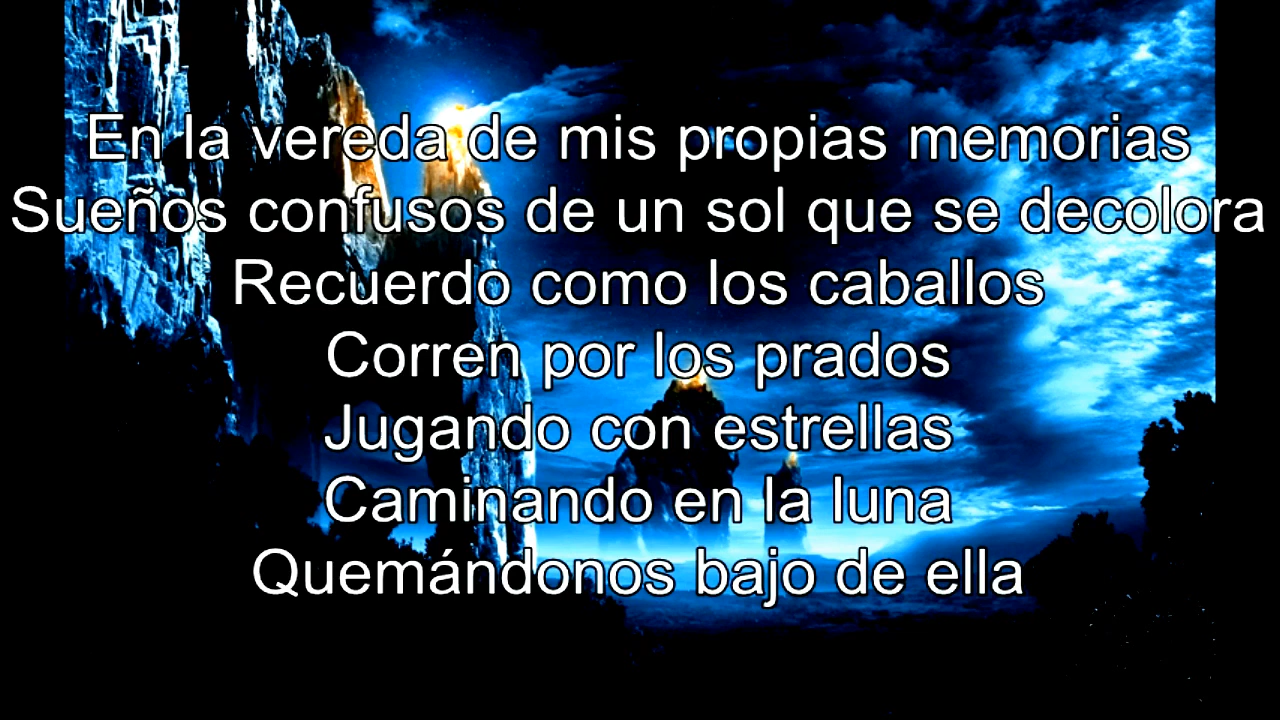 En la vereda de mis propias memorias
Sueños confusos de un sol que se decolora
Recuerdo como los caballos
Corren por los prados
Jugando con estrellas
Caminando en la luna
Quemándonos bajo de ella